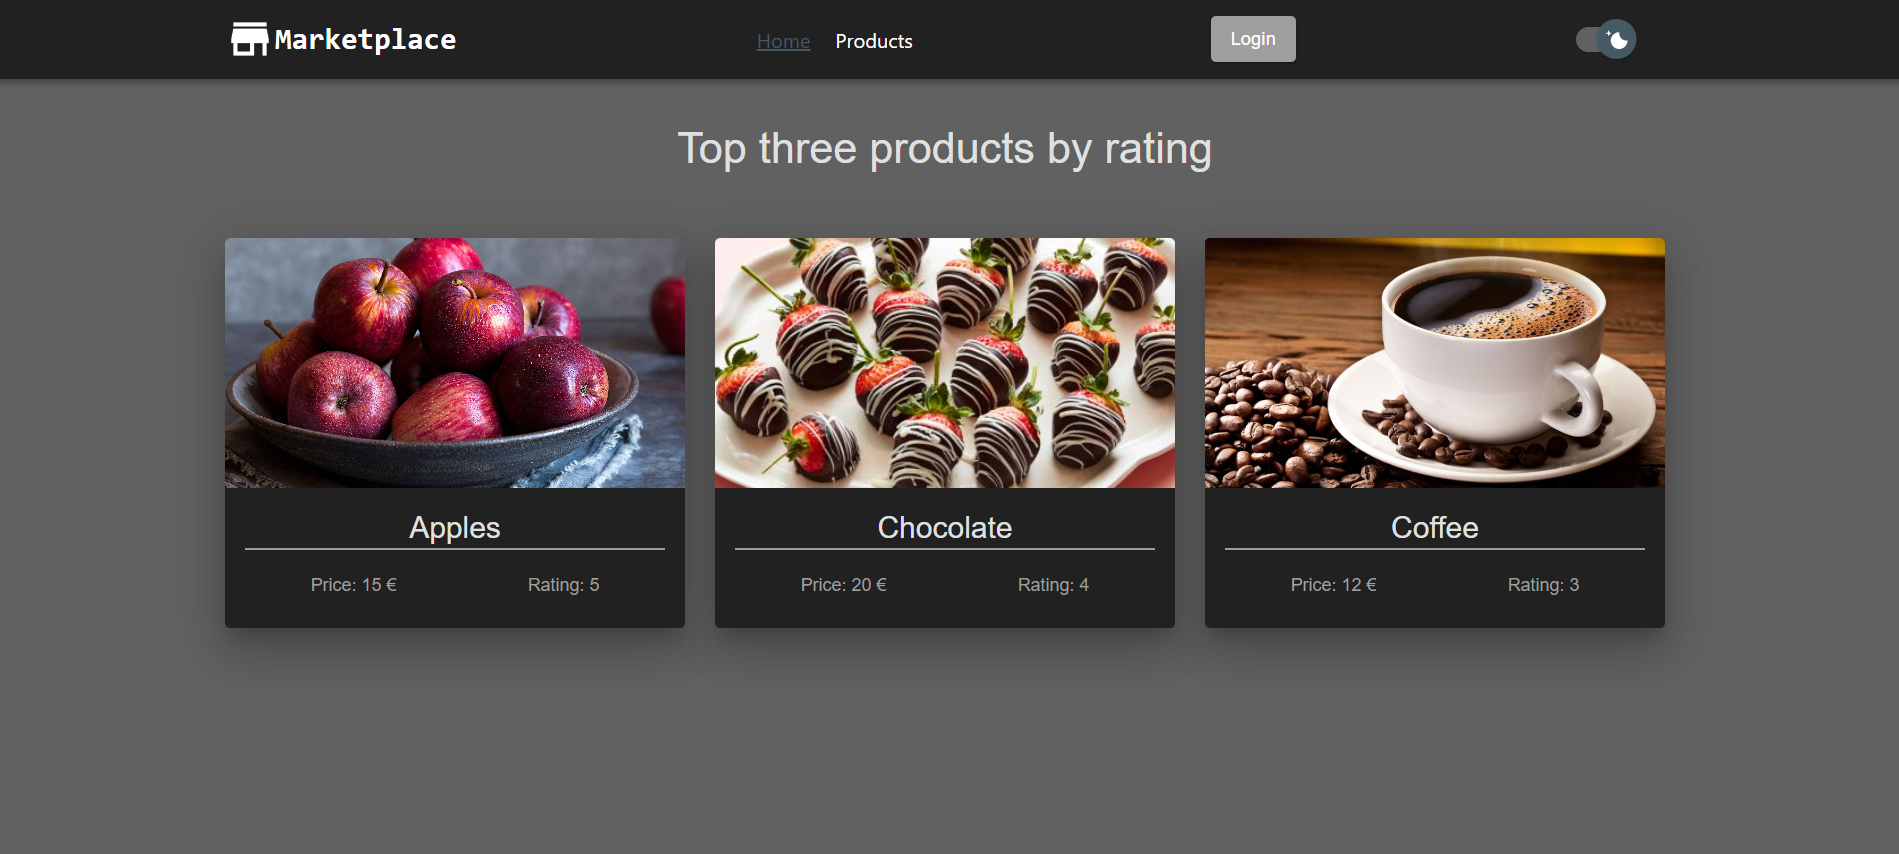 Marketplace
Home Products
Login
Top three products by rating
Apples
Price: 15 € Rating: 5
Chocolate
Price: 20 € Rating: 4
Coffee
Price: 12 € Rating: 3